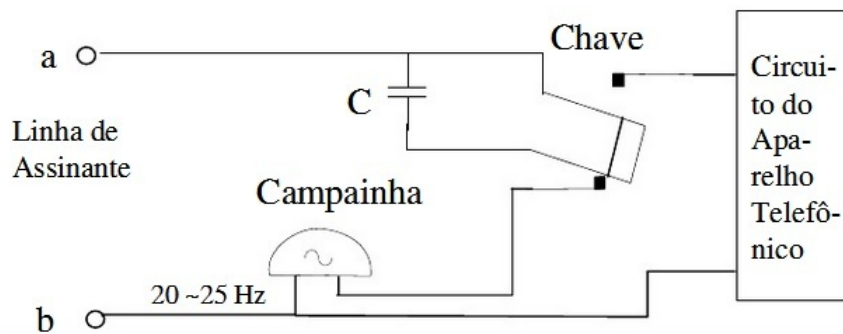 a
Chave
C
Linha de
Assinante
Campainha
20 ~25 Hz
b
Circui-
to do
Apa-
relho
Telefô-
nico